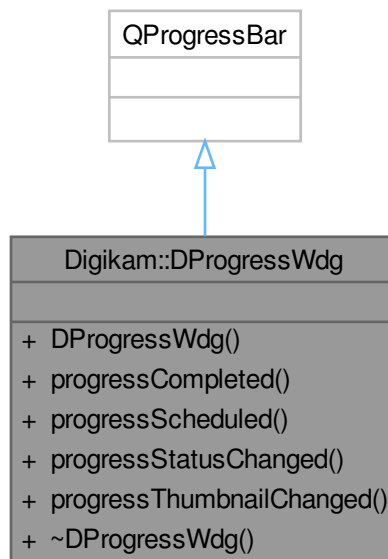 QProgressBar
Digikam::DProgressWdg
+ DProgressWdg()
+ progressCompleted()
+ progressScheduled()
+ progressStatusChanged()
+ progressThumbnailChanged()
+ ~DProgressWdg()